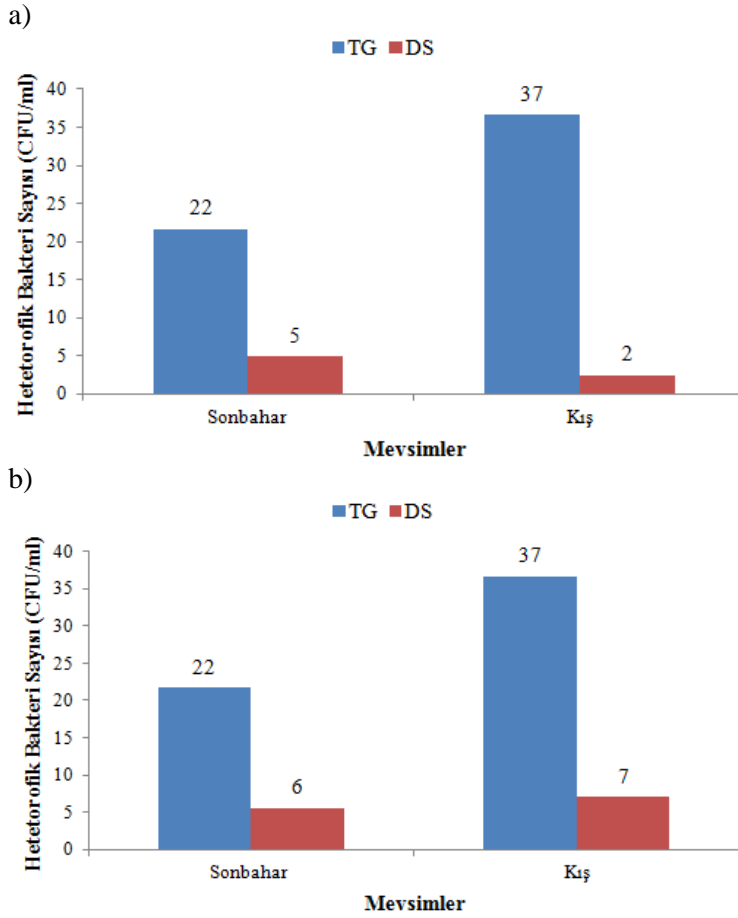 a)
TG DS
Hetetorofik Bakteri Sayısı (CFU/ml)
40
35
30
25
20
15
10
5
0
22
5
37
2
Sonbahar Kış
Mevsimler
b)
TG DS
Hetetorofik Bakteri Sayısı (CFU/ml)
40
35
30
25
20
15
10
5
0
22
6
37
7
Sonbahar Kış
Mevsimler